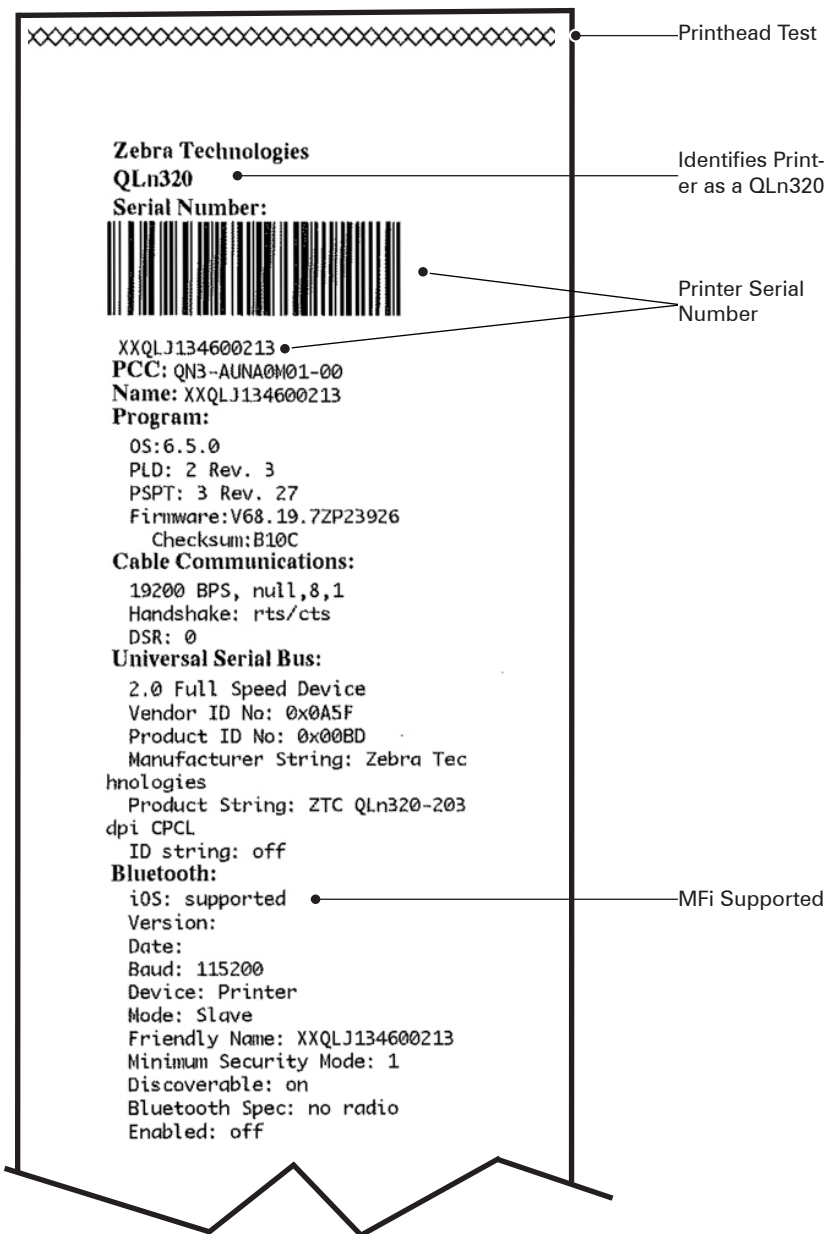 Printhead Test
Zebra Technologies
QLn320
Identifies Print-
er as a QLn320
Serial Number:
Printer Serial
Number
XXQLJ134600213
PCC: QN3-AUNA0M01-00
Name: XXQLJ134600213
Program:
OS:6.5.0
PLD: 2 Rev. 3
PSPT: 3 Rev. 27
Firmware:V68.19.7ZP23926
Checksum:B10C
Cable Communications:
19200 BPS, null,8,1
Handshake: rts/cts
DSR: 0
Universal Serial Bus:
2.0 Full Speed Device
Vendor ID No: 0x0A5F
Product ID No: 0x00BD
Manufacturer String: Zebra Tec
hnologies
Product String: ZTC QLn320-203
dpi CPCL
ID string: off
Bluetooth:
iOS: supported
MFi Supported
Version:
Date:
Baud: 115200
Device: Printer
Mode: Slave
Friendly Name: XXQLJ134600213
Minimum Security Mode: 1
Discoverable: on
Bluetooth Spec: no radio
Enabled: off